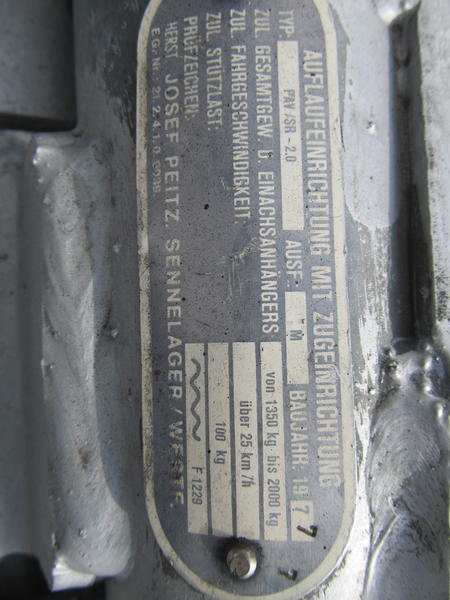 AUFLAUFEINRICHTUNG MIT ZUGEINRICHTUNG
TYP: PAV/SR-2.0 AUSF.: M BAUJAHR: 1977
ZUL. GESAMTGEW. D. EINACHSANHÄNGERS: von 1350 kg bis 2000 kg
ZUL. FAHRGESCHWINDIGKEIT: über 25 km/h
ZUL. STÜTZLAST: 100 kg
PRÜFZEICHEN: F 1229
HERST. JOSEF PEITZ. SENNELAGER/WESTF.